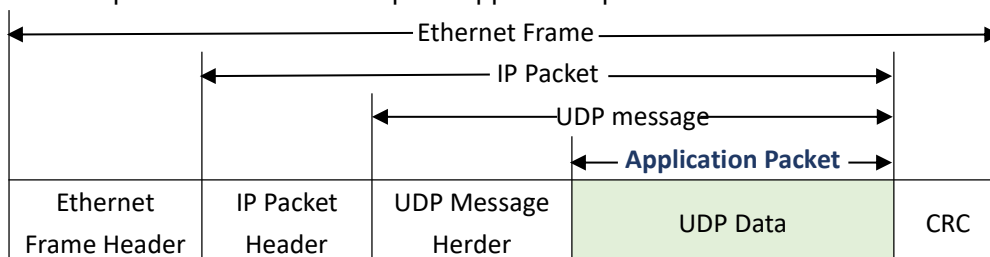 Ethernet Frame
IP Packet
UDP message
Application Packet
Ethernet
Frame Header
IP Packet
Header
UDP Message
Herder
UDP Data
CRC